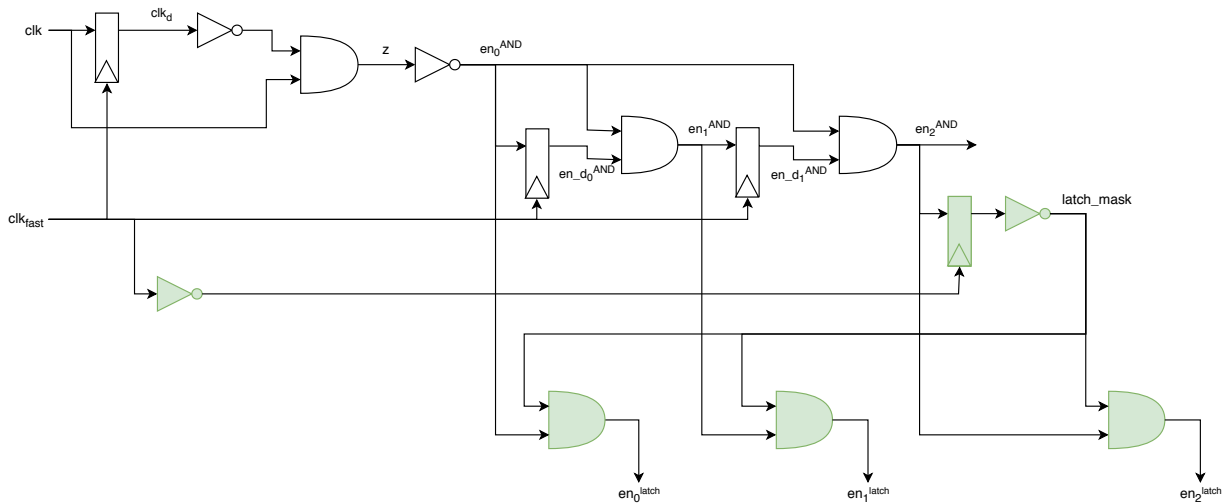 clk
clk_d
z
en_0^AND
en_1^AND
en_2^AND
en_d_0^AND
en_d_1^AND
clk_fast
latch_mask
en_0^latch
en_1^latch
en_2^latch